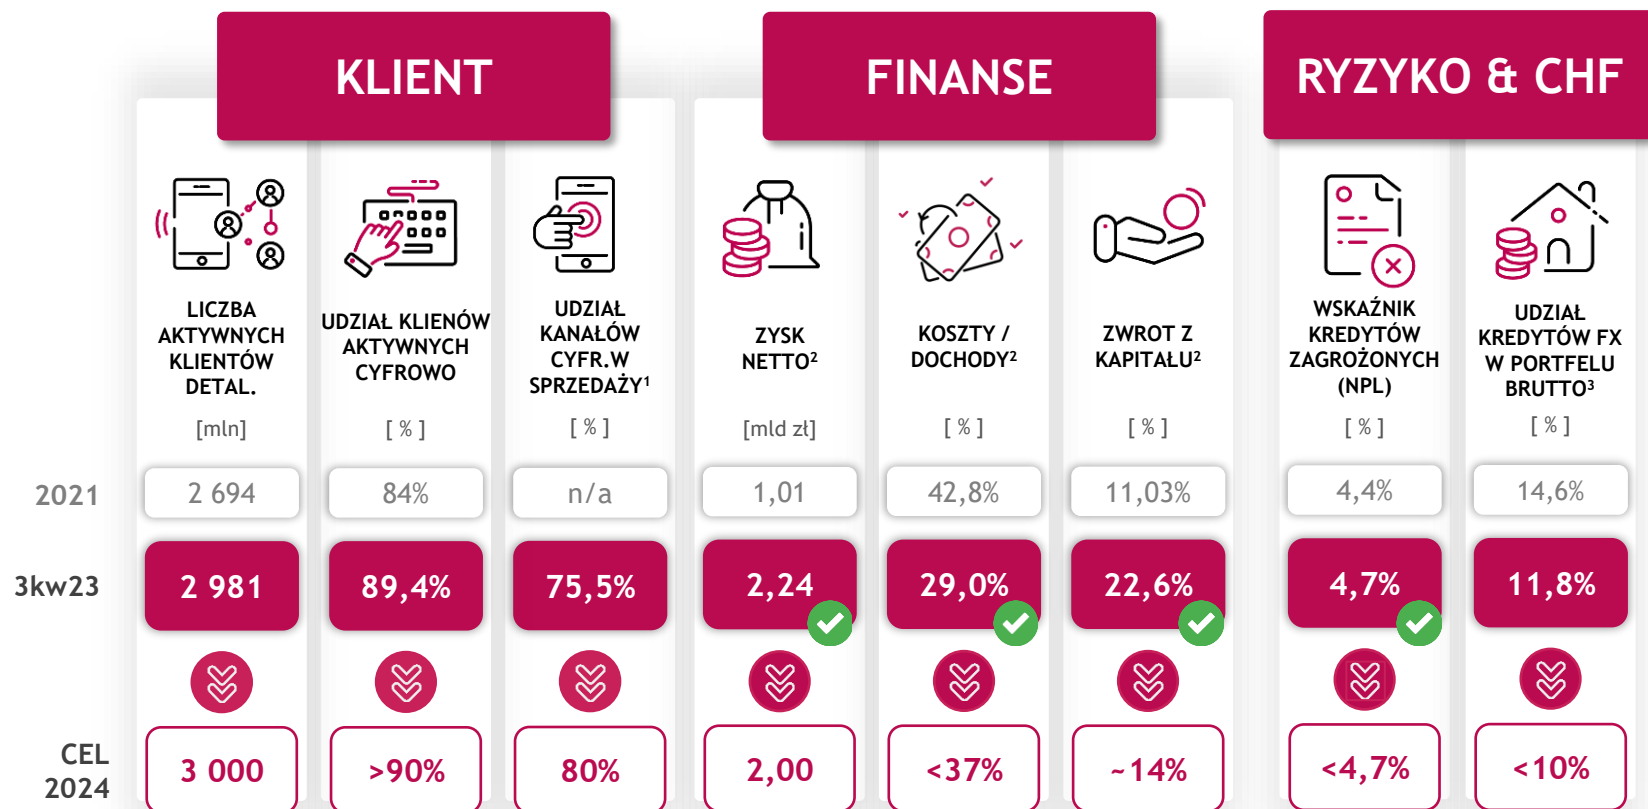 KLIENT
FINANSE
RYZYKO & CHF
LICZBA
AKTYWNYCH
KLIENTÓW
DETAL.
[mln]
UDZIAŁ KLIENÓW
AKTYWNYCH
CYFROWO
[ % ]
UDZIAŁ
KANAŁÓW
CYFR.W
SPRZEDAŻY¹
[ % ]
ZYSK
NETTO²
[mld zł]
KOSZTY /
DOCHODY²
[ % ]
ZWROT Z
KAPITAŁU²
[ % ]
WSKAŹNIK
KREDYTÓW
ZAGROŻONYCH
(NPL)
[ % ]
UDZIAŁ
KREDYTÓW FX
W PORTFELU
BRUTTO³
[ % ]
2021 2 694 84% n/a 1,01 42,8% 11,03% 4,4% 14,6%
3kw23 2 981 89,4% 75,5% 2,24 29,0% 22,6% 4,7% 11,8%
CEL
2024 3 000 >90% 80% 2,00 <37% ~14% <4,7% <10%